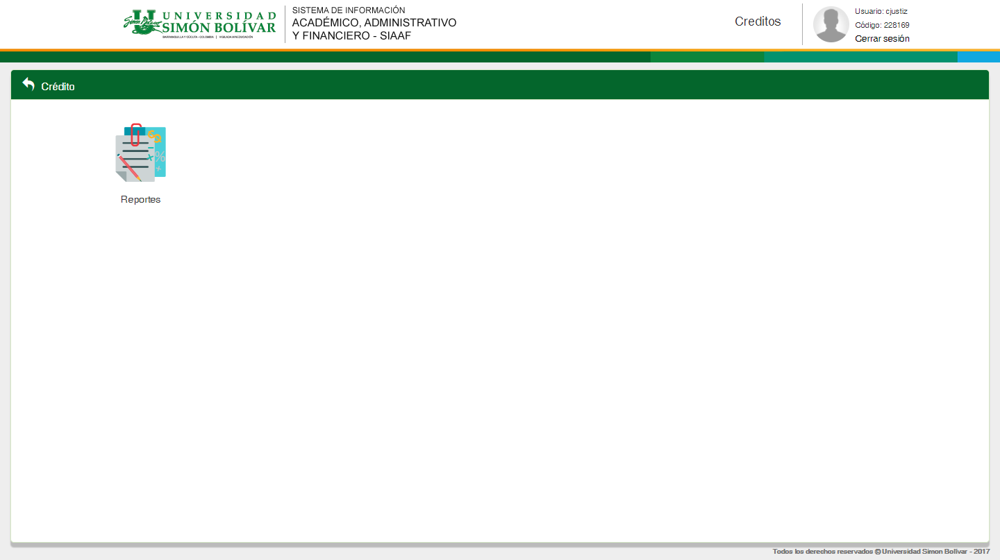 UNIVERSIDAD
SIMÓN BOLÍVAR
BARRANQUILLA Y CÚCUTA - COLOMBIA | VIGILADA MINEDUCACIÓN
SISTEMA DE INFORMACIÓN
ACADÉMICO, ADMINISTRATIVO
Y FINANCIERO - SIAAF
Creditos
Usuario: cjustiz
Código: 228169
Cerrar sesión
Crédito
Reportes
Todos los derechos reservados © Universidad Simon Bolívar - 2017